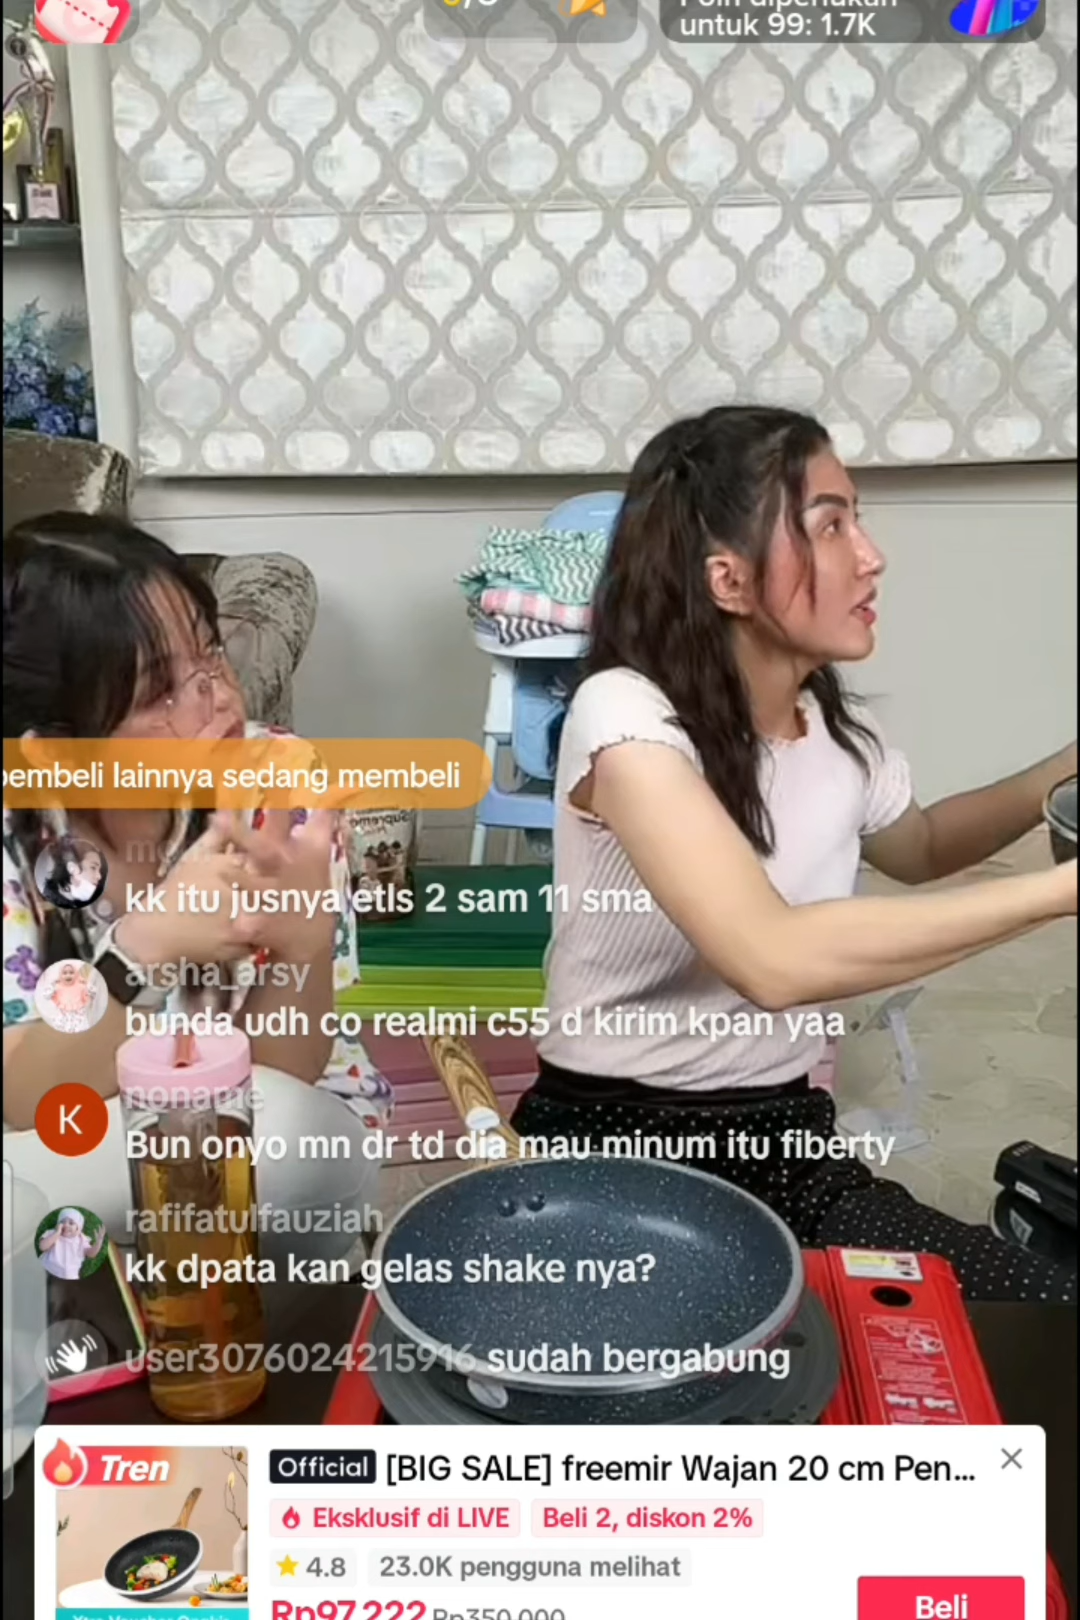 untuk 99: 1.7K
pembeli lainnya sedang membeli
kk itu jusnya etls 2 sam 11 sma
arsha_arsy
bunda udh co realmi c55 d kirim kpan yaa
K
noname
Bun onyo mn dr td dia mau minum itu fiberty
rafifatulfauziah
kk dpata kan gelas shake nya?
user3076024215916 sudah bergabung
Tren
Official [BIG SALE] freemir Wajan 20 cm Pen...
Eksklusif di LIVE Beli 2, diskon 2%
4.8 23.0K pengguna melihat
Rp97.222 Rp350.000
Beli